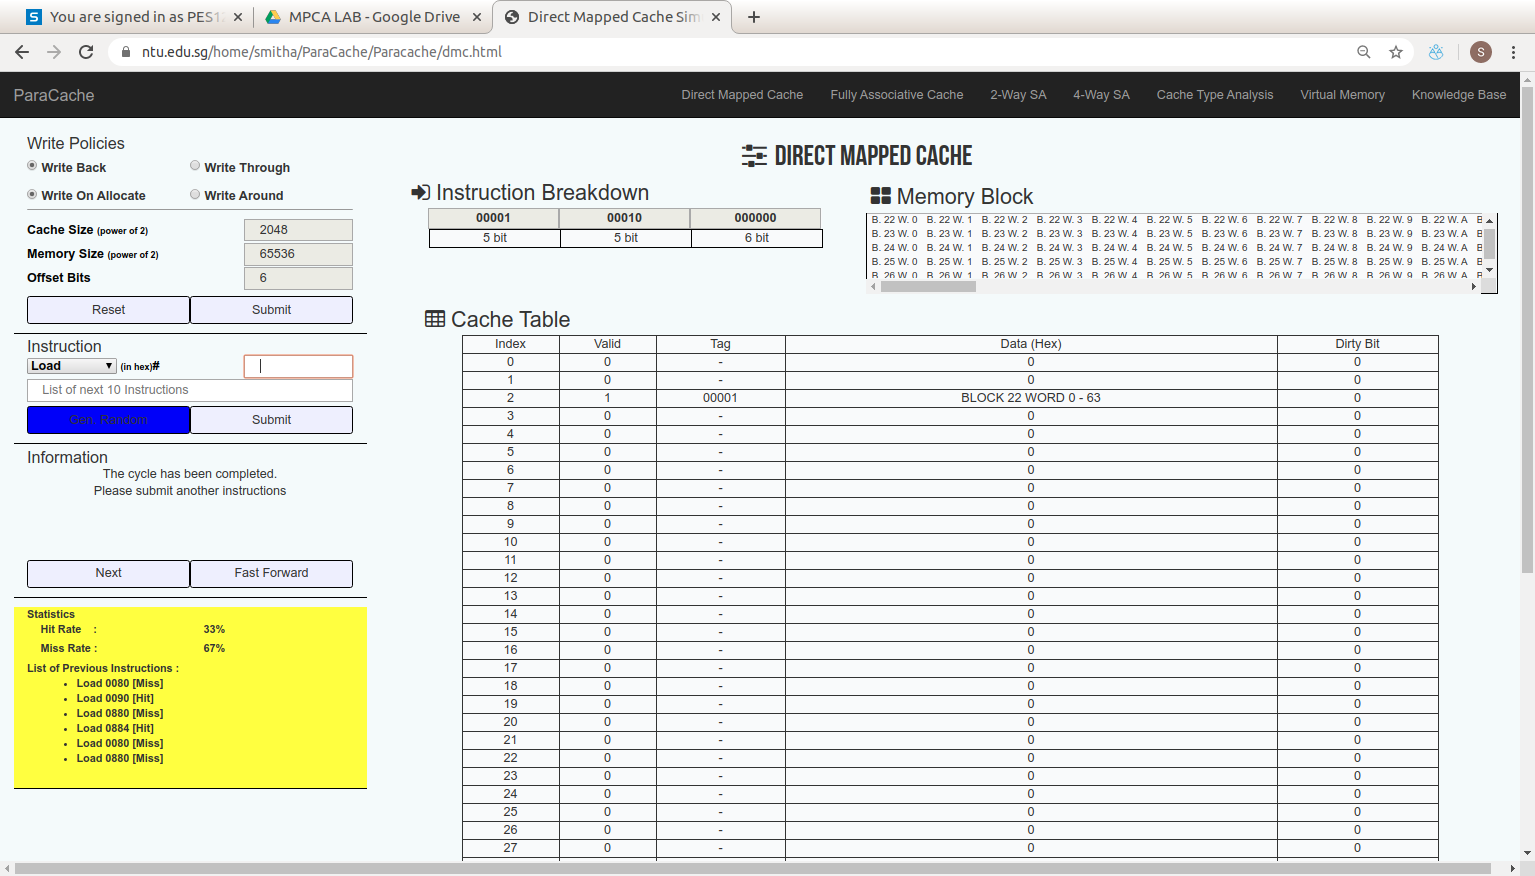 You are signed in as PES1
MPCA LAB - Google Drive
Direct Mapped Cache Sim
ntu.edu.sg/home/smitha/ParaCache/Paracache/dmc.html
S
ParaCache
Direct Mapped Cache
Fully Associative Cache
2-Way SA
4-Way SA
Cache Type Analysis
Virtual Memory
Knowledge Base
Write Policies
Write Back
Write Through
Write On Allocate
Write Around
Cache Size (power of 2) 2048
Memory Size (power of 2) 65536
Offset Bits 6
Reset
Submit
Instruction
Load (in hex)#
List of next 10 Instructions
Gen. Random
Submit
Information
The cycle has been completed.
Please submit another instructions
Next
Fast Forward
Statistics
Hit Rate : 33%
Miss Rate : 67%
List of Previous Instructions :
Load 0080 [Miss]
Load 0090 [Hit]
Load 0880 [Miss]
Load 0884 [Hit]
Load 0080 [Miss]
Load 0880 [Miss]
DIRECT MAPPED CACHE
Instruction Breakdown
00001 00010 000000
5 bit 5 bit 6 bit
Memory Block
B. 22 W. 0 B. 22 W. 1 B. 22 W. 2 B. 22 W. 3 B. 22 W. 4 B. 22 W. 5 B. 22 W. 6 B. 22 W. 7 B. 22 W. 8 B. 22 W. 9 B. 22 W. A B
B. 23 W. 0 B. 23 W. 1 B. 23 W. 2 B. 23 W. 3 B. 23 W. 4 B. 23 W. 5 B. 23 W. 6 B. 23 W. 7 B. 23 W. 8 B. 23 W. 9 B. 23 W. A B
B. 24 W. 0 B. 24 W. 1 B. 24 W. 2 B. 24 W. 3 B. 24 W. 4 B. 24 W. 5 B. 24 W. 6 B. 24 W. 7 B. 24 W. 8 B. 24 W. 9 B. 24 W. A B
B. 25 W. 0 B. 25 W. 1 B. 25 W. 2 B. 25 W. 3 B. 25 W. 4 B. 25 W. 5 B. 25 W. 6 B. 25 W. 7 B. 25 W. 8 B. 25 W. 9 B. 25 W. A B
B. 26 W. 0 B. 26 W. 1 B. 26 W. 2 B. 26 W. 3 B. 26 W. 4 B. 26 W. 5 B. 26 W. 6 B. 26 W. 7 B. 26 W. 8 B. 26 W. 9 B. 26 W. A B
Cache Table
Index Valid Tag Data (Hex) Dirty Bit
0 0 - 0 0
1 0 - 0 0
2 1 00001 BLOCK 22 WORD 0 - 63 0
3 0 - 0 0
4 0 - 0 0
5 0 - 0 0
6 0 - 0 0
7 0 - 0 0
8 0 - 0 0
9 0 - 0 0
10 0 - 0 0
11 0 - 0 0
12 0 - 0 0
13 0 - 0 0
14 0 - 0 0
15 0 - 0 0
16 0 - 0 0
17 0 - 0 0
18 0 - 0 0
19 0 - 0 0
20 0 - 0 0
21 0 - 0 0
22 0 - 0 0
23 0 - 0 0
24 0 - 0 0
25 0 - 0 0
26 0 - 0 0
27 0 - 0 0